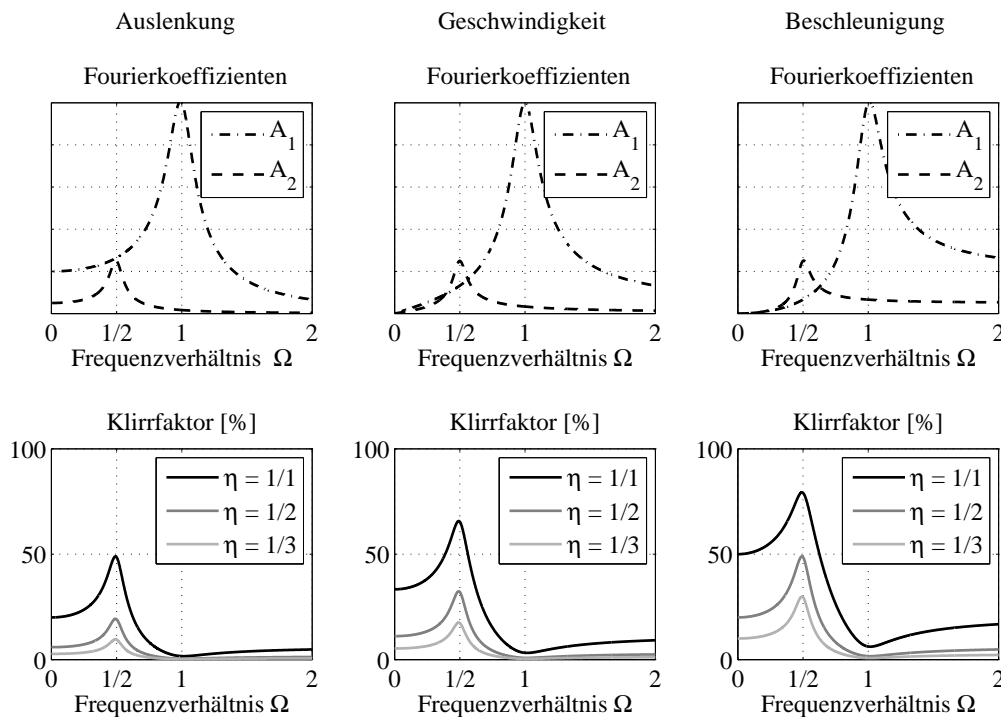 Auslenkung
Geschwindigkeit
Beschleunigung
Fourierkoeffizienten
Fourierkoeffizienten
Fourierkoeffizienten
A1
A2
A1
A2
A1
A2
0 1/2 1 2
0 1/2 1 2
0 1/2 1 2
Frequenzverhältnis Ω
Frequenzverhältnis Ω
Frequenzverhältnis Ω
Klirrfaktor [%]
Klirrfaktor [%]
Klirrfaktor [%]
100
50
0
η = 1/1
η = 1/2
η = 1/3
100
50
0
η = 1/1
η = 1/2
η = 1/3
100
50
0
η = 1/1
η = 1/2
η = 1/3
0 1/2 1 2
0 1/2 1 2
0 1/2 1 2
Frequenzverhältnis Ω
Frequenzverhältnis Ω
Frequenzverhältnis Ω